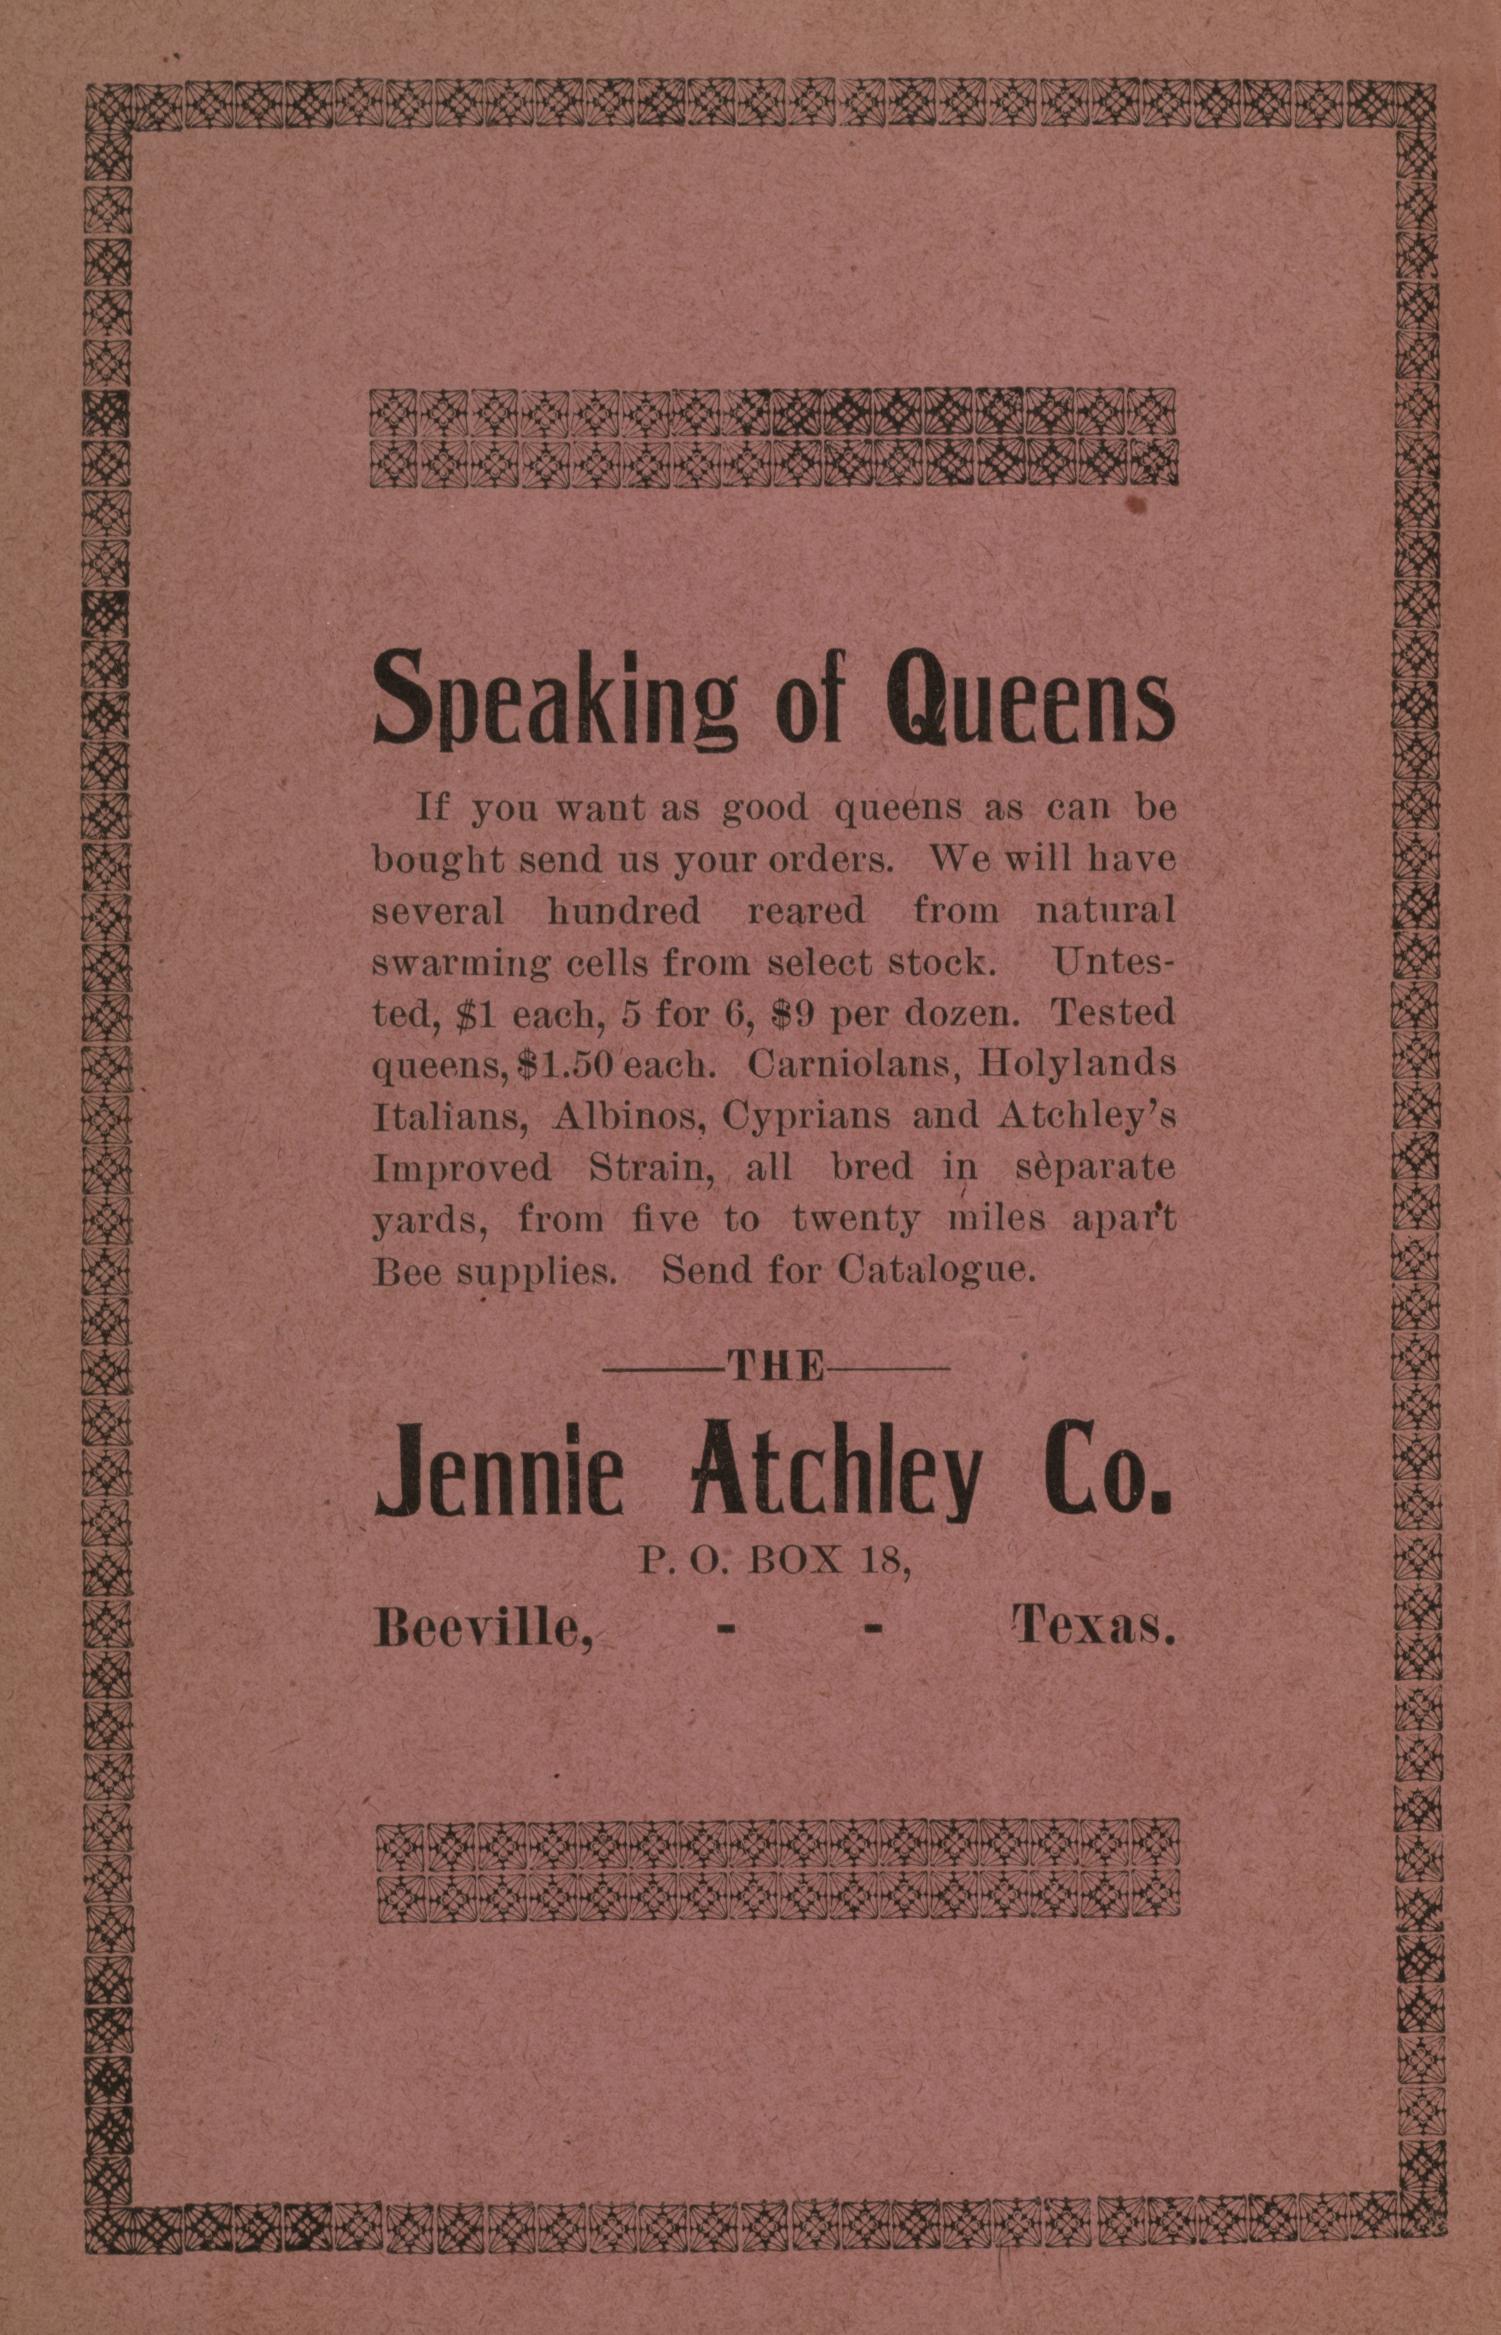 Speaking of Queens
If you want as good queens as can be
bought send us your orders. We will have
several hundred reared from natural
swarming cells from select stock. Untes-
ted, $1 each, 5 for 6, $9 per dozen. Tested
queens, $1.50 each. Carniolans, Holylands
Italians, Albinos, Cyprians and Atchley's
Improved Strain, all bred in separate
yards, from five to twenty miles apart
Bee supplies. Send for Catalogue.
THE
Jennie Atchley Co.
P. O. BOX 18,
Beeville, - - Texas.